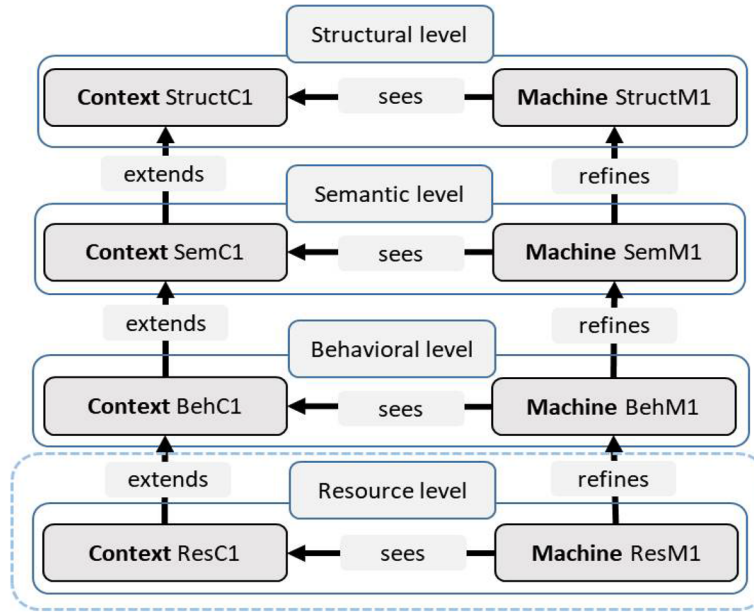 Structural level
Context StructC1
sees
Machine StructM1
extends
refines
Semantic level
Context SemC1
sees
Machine SemM1
extends
refines
Behavioral level
Context BehC1
sees
Machine BehM1
extends
refines
Resource level
Context ResC1
sees
Machine ResM1